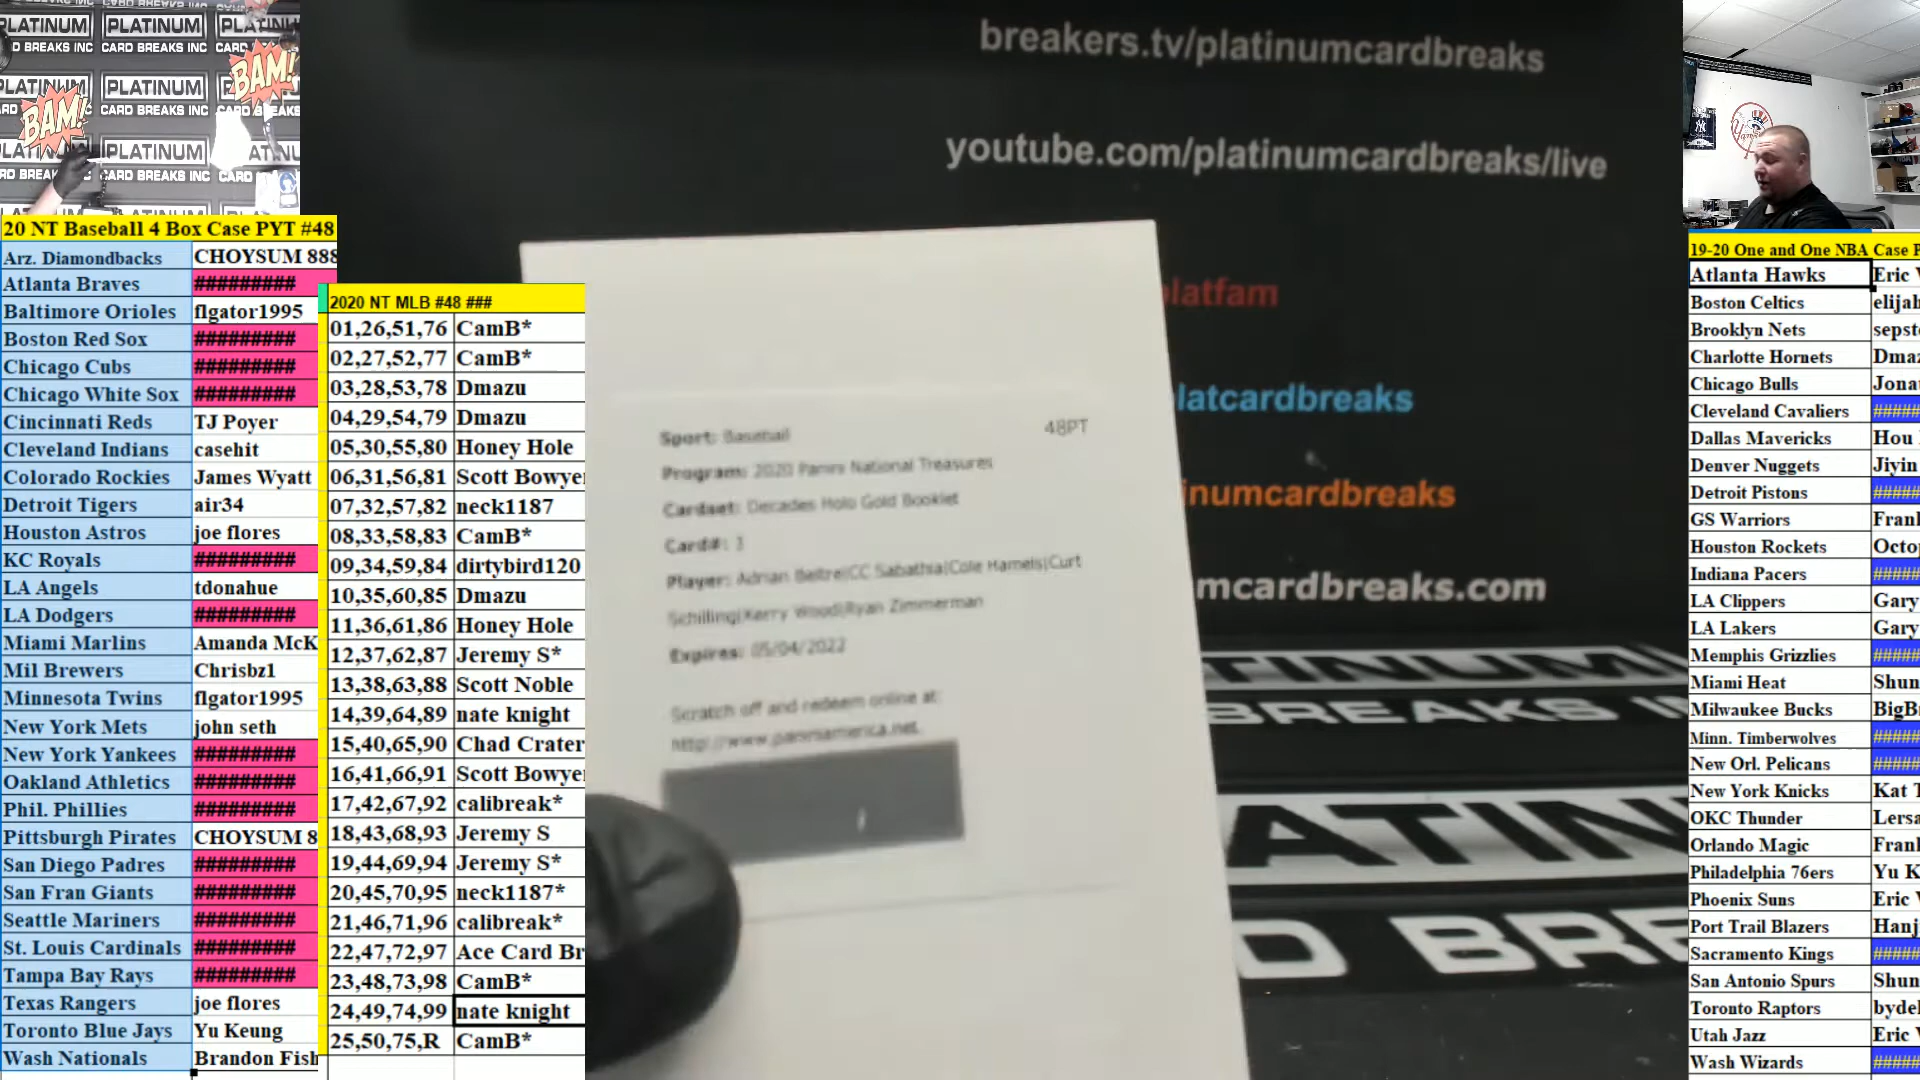 breakers.tv/platinumcardbreaks
youtube.com/platinumcardbreaks/live
PLATINUM
CARD BREAKS INC
BAM!
BAM!
20 NT Baseball 4 Box Case PYT #48
Arz. Diamondbacks CHOYSUM 888
Atlanta Braves #########
Baltimore Orioles flgator1995
Boston Red Sox #########
Chicago Cubs #########
Chicago White Sox #########
Cincinnati Reds TJ Poyer
Cleveland Indians casehit
Colorado Rockies James Wyatt
Detroit Tigers air34
Houston Astros joe flores
KC Royals #########
LA Angels tdonahue
LA Dodgers #########
Miami Marlins Amanda McK
Mil Brewers Chrisbz1
Minnesota Twins flgator1995
New York Mets john seth
New York Yankees #########
Oakland Athletics #########
Phil. Phillies #########
Pittsburgh Pirates CHOYSUM 8
San Diego Padres #########
San Fran Giants #########
Seattle Mariners #########
St. Louis Cardinals #########
Tampa Bay Rays #########
Texas Rangers joe flores
Toronto Blue Jays Yu Keung
Wash Nationals Brandon Fish
2020 NT MLB #48 ###
01,26,51,76 CamB*
02,27,52,77 CamB*
03,28,53,78 Dmazu
04,29,54,79 Dmazu
05,30,55,80 Honey Hole
06,31,56,81 Scott Bowye
07,32,57,82 neck1187
08,33,58,83 CamB*
09,34,59,84 dirtybird120
10,35,60,85 Dmazu
11,36,61,86 Honey Hole
12,37,62,87 Jeremy S*
13,38,63,88 Scott Noble
14,39,64,89 nate knight
15,40,65,90 Chad Crater
16,41,66,91 Scott Bowye
17,42,67,92 calibreak*
18,43,68,93 Jeremy S
19,44,69,94 Jeremy S*
20,45,70,95 neck1187*
21,46,71,96 calibreak*
22,47,72,97 Ace Card Br
23,48,73,98 CamB*
24,49,74,99 nate knight
25,50,75,R CamB*
Sport: Baseball 48PT
Program: 2020 Panini National Treasures
Cardset: Decades Holo Gold Booklet
Card#: 3
Player: Adrian Beltre|CC Sabathia|Cole Hamels|Curt
Schilling|Kerry Wood|Ryan Zimmerman
Expires: 05/04/2022
Scratch off and redeem online at:
http://www.paniniamerica.net.
platfam
latcardbreaks
inumcardbreaks
mcardbreaks.com
TINUM
BREAKS IN
ATIN
D BRE
19-20 One and One NBA Case P
Atlanta Hawks Eric
Boston Celtics elijah
Brooklyn Nets sepst
Charlotte Hornets Dmaz
Chicago Bulls Jona
Cleveland Cavaliers #####
Dallas Mavericks Hou
Denver Nuggets Jiyin
Detroit Pistons #####
GS Warriors Frank
Houston Rockets Octo
Indiana Pacers #####
LA Clippers Gary
LA Lakers Gary
Memphis Grizzlies #####
Miami Heat Shun
Milwaukee Bucks BigB
Minn. Timberwolves #####
New Orl. Pelicans #####
New York Knicks Kat T
OKC Thunder Lersa
Orlando Magic Frank
Philadelphia 76ers Yu K
Phoenix Suns Eric
Port Trail Blazers Hanj
Sacramento Kings #####
San Antonio Spurs Shun
Toronto Raptors byde
Utah Jazz Eric
Wash Wizards #####